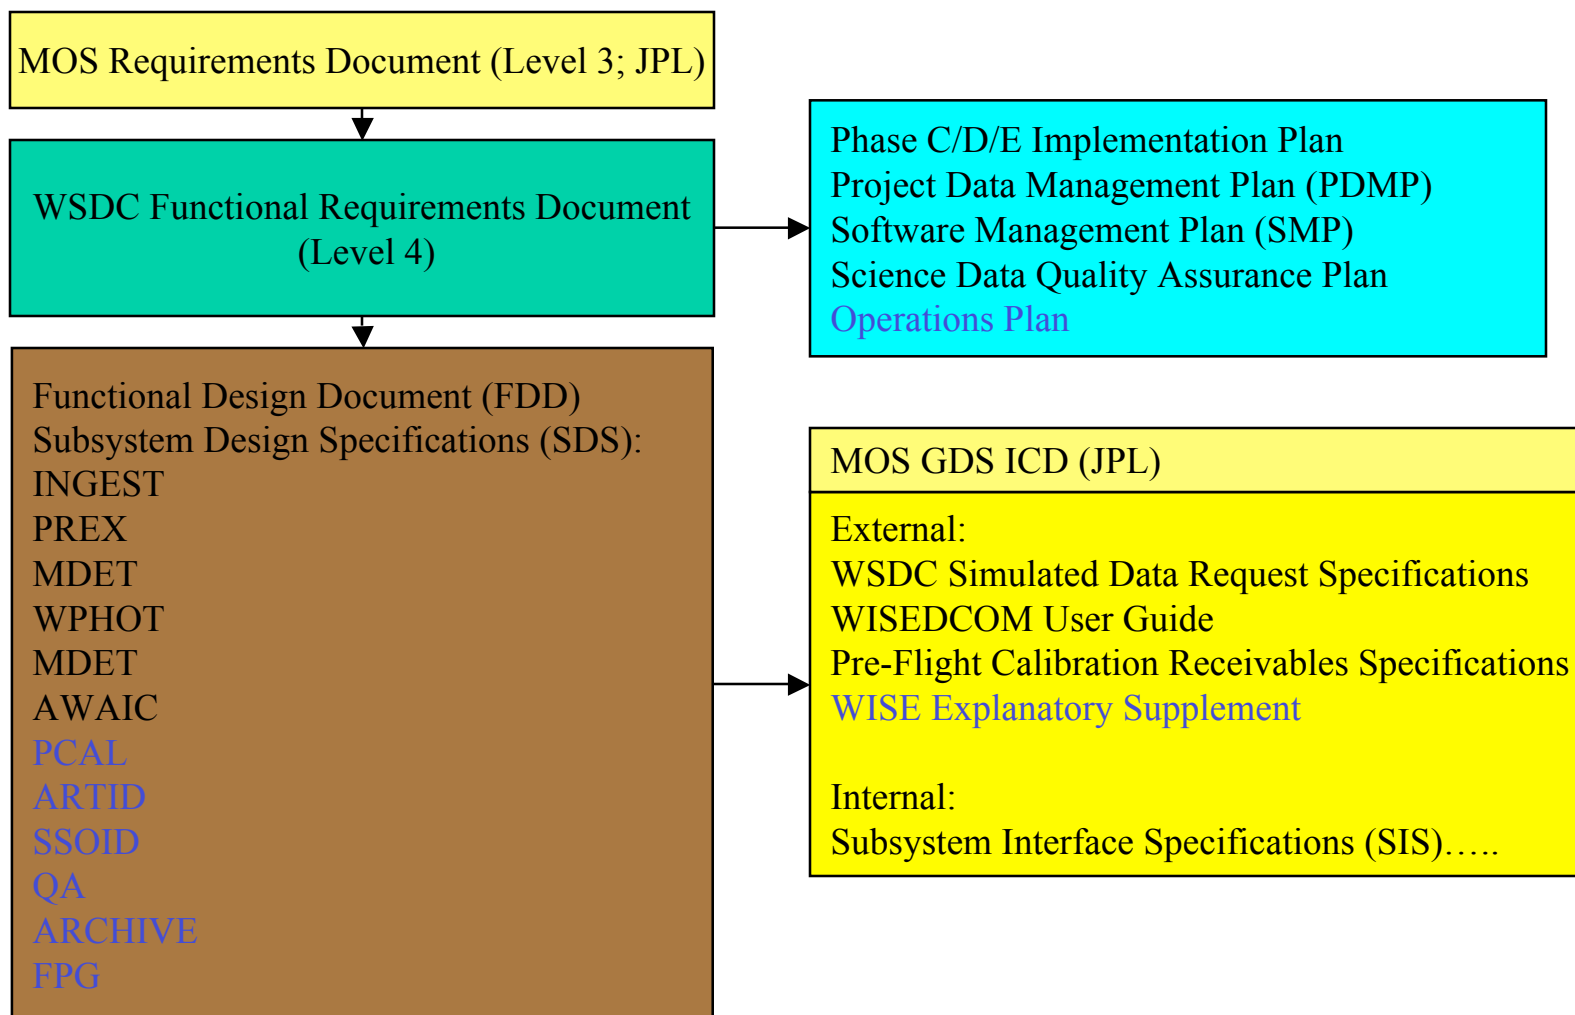 MOS Requirements Document (Level 3; JPL)
WSDC Functional Requirements Document
(Level 4)
Phase C/D/E Implementation Plan
Project Data Management Plan (PDMP)
Software Management Plan (SMP)
Science Data Quality Assurance Plan
Operations Plan
Functional Design Document (FDD)
Subsystem Design Specifications (SDS):
INGEST
PREX
MDET
WPHOT
MDET
AWAIC
PCAL
ARTID
SSOID
QA
ARCHIVE
FPG
MOS GDS ICD (JPL)
External:
WSDC Simulated Data Request Specifications
WISEDCOM User Guide
Pre-Flight Calibration Receivables Specifications
WISE Explanatory Supplement
Internal:
Subsystem Interface Specifications (SIS)…..